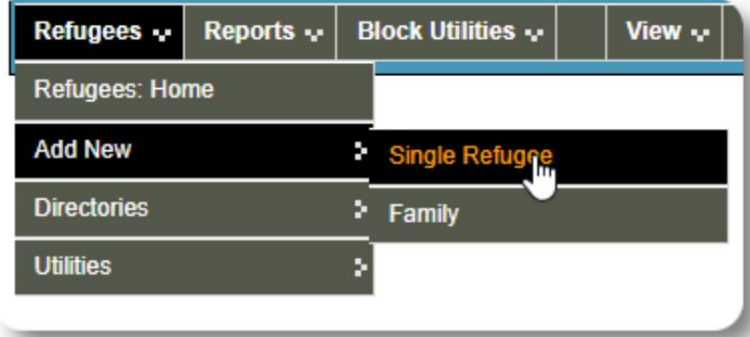 Refugees Reports Block Utilities View
Refugees: Home
Add New Single Refugee
Directories Family
Utilities